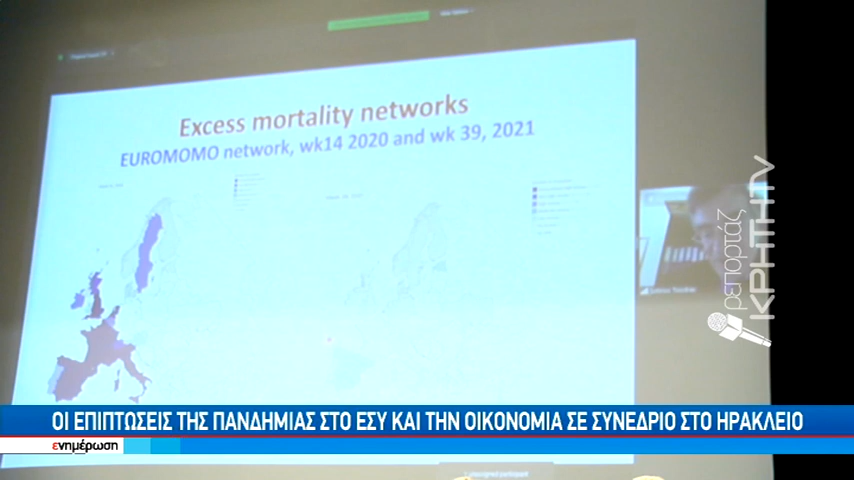 Excess mortality networks
EUROMOMO network, wk14 2020 and wk 39, 2021
ρεπορτάζ
ΚΡΗΤΗ TV
ΟΙ ΕΠΙΠΤΩΣΕΙΣ ΤΗΣ ΠΑΝΔΗΜΙΑΣ ΣΤΟ ΕΣΥ ΚΑΙ ΤΗΝ ΟΙΚΟΝΟΜΙΑ ΣΕ ΣΥΝΕΔΡΙΟ ΣΤΟ ΗΡΑΚΛΕΙΟ
ενημέρωση